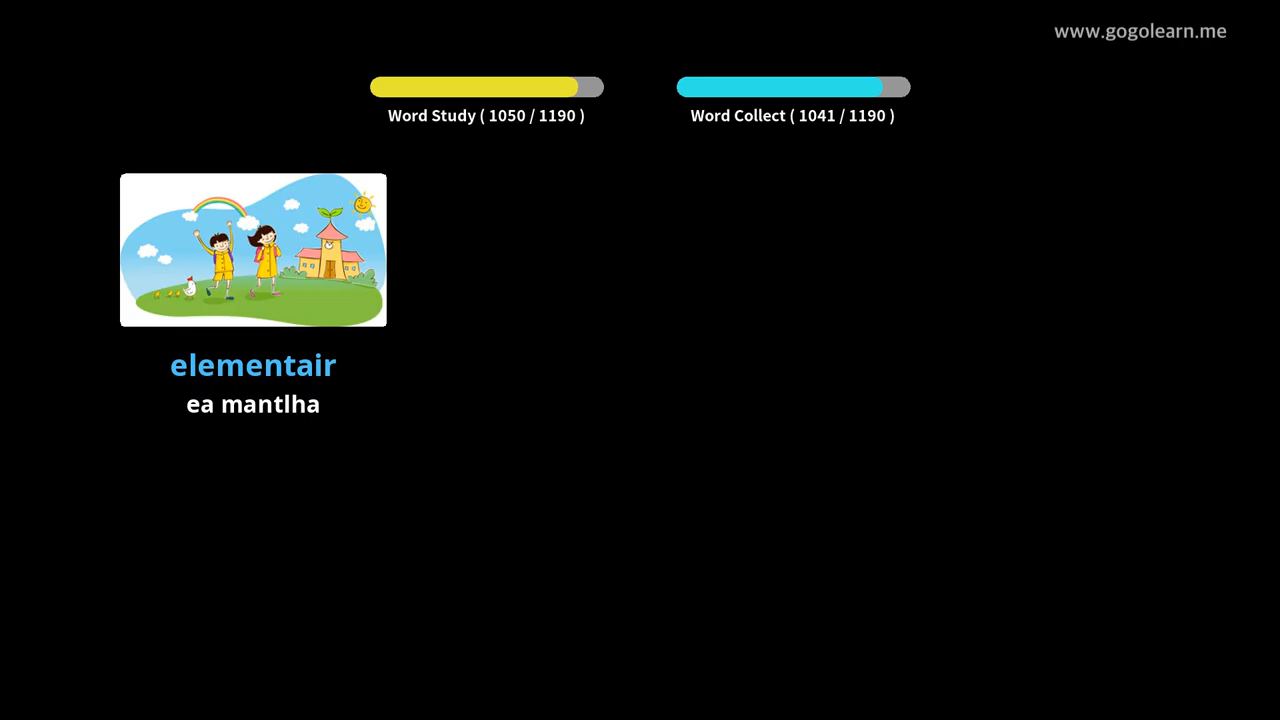 www.gogolearn.me
Word Study ( 1050 / 1190 )
Word Collect ( 1041 / 1190 )
elementair
ea mantlha